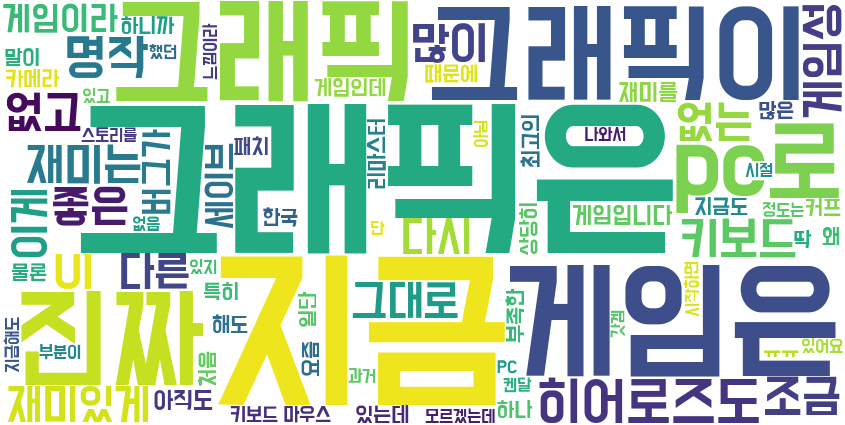 게임이라
하니까
그래픽
그래픽이
게임성
말이
명작
했던
느낌이라
많이
카메라
있고
게임인데
때문에
재미를
많은
없고
스토리를
그래픽은
패치
리마스터
아님
최고의
나와서
없는
pc로
재미는
버그가
세이브
시절
이게
좋은
없음
한국
단
다시
상당히
게임입니다
지금도
정도는
커프
키보드
딱
왜
물론
UI
다른
있지
지금
게임은
진짜
특히
그대로
시작하면
해도
일단
부족한
갓겜
지금해도
부분이
처음
요즘
과거
PC
켄달
ㅠㅠ
있어요
재미있게
아직도
키보드 마우스
있는데
모르겠는데
하나
히어로즈도
조금